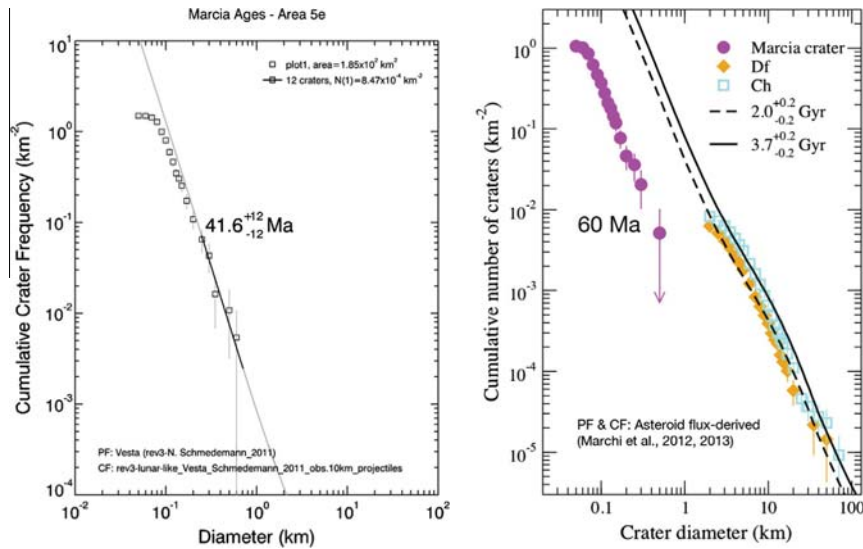 Marcia Ages - Area 5e
Cumulative Crater Frequency (km⁻²)
10¹
10⁰
10⁻¹
10⁻²
10⁻³
10⁻⁴
plot1, area=1.85x10² km²
12 craters, N(1)=8.47x10⁻⁴ km⁻²
41.6 +12 -12 Ma
PF: Vesta (rev3-N. Schmedemann_2011)
CF: rev3-lunar-like_Vesta_Schmedemann_2011_obs.10km_projectiles
10⁻² 10⁻¹ 10⁰ 10¹ 10²
Diameter (km)
Cumulative number of craters (km⁻²)
10⁰
10⁻¹
10⁻²
10⁻³
10⁻⁴
10⁻⁵
Marcia crater
Df
Ch
2.0 +0.2 -0.2 Gyr
3.7 +0.2 -0.2 Gyr
60 Ma
PF & CF: Asteroid flux-derived
(Marchi et al., 2012, 2013)
0.1 1 10 100
Crater diameter (km)